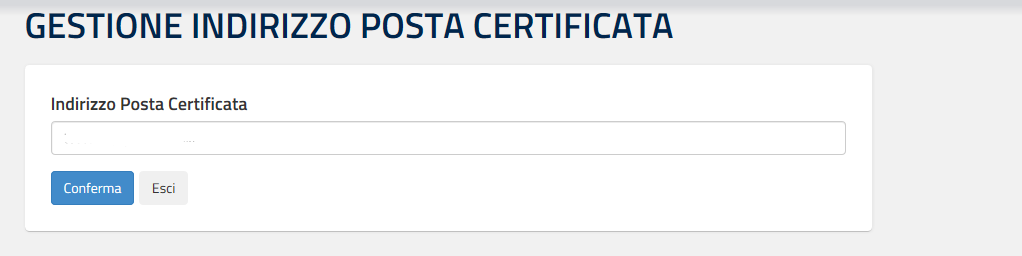 GESTIONE INDIRIZZO POSTA CERTIFICATA
Indirizzo Posta Certificata
Conferma Esci